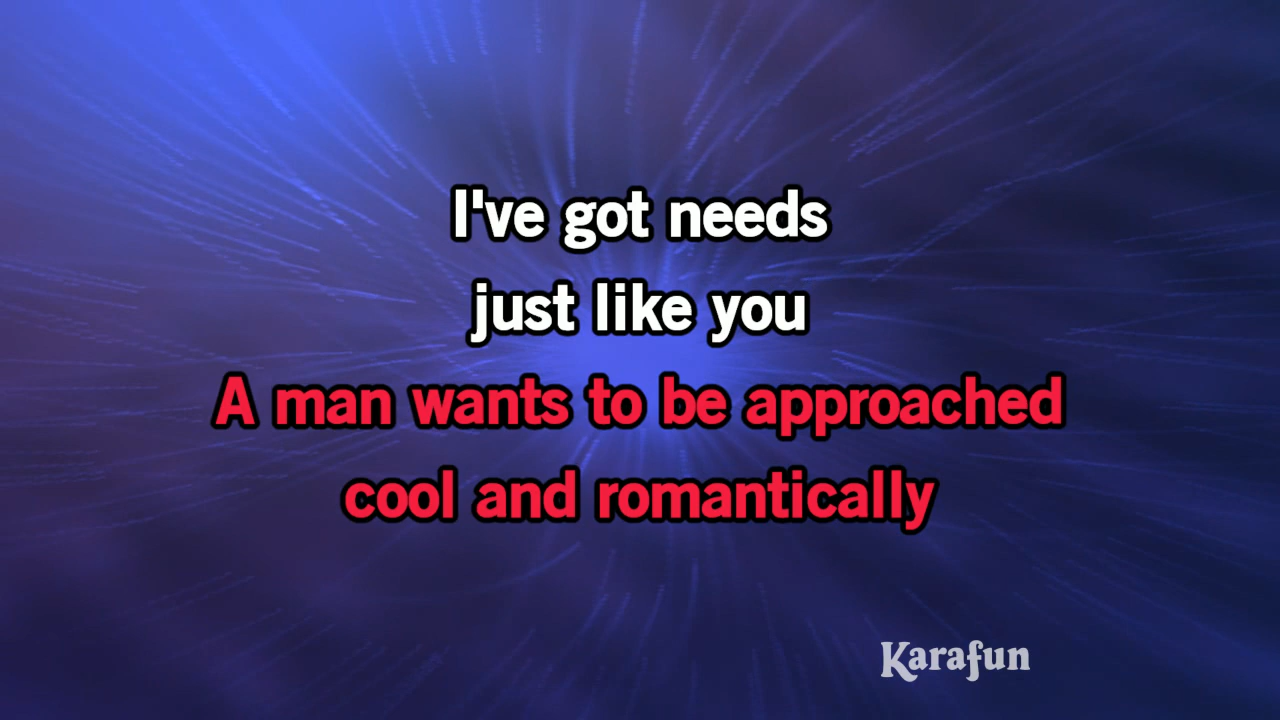 I've got needs
just like you
A man wants to be approached
cool and romantically
Karafun